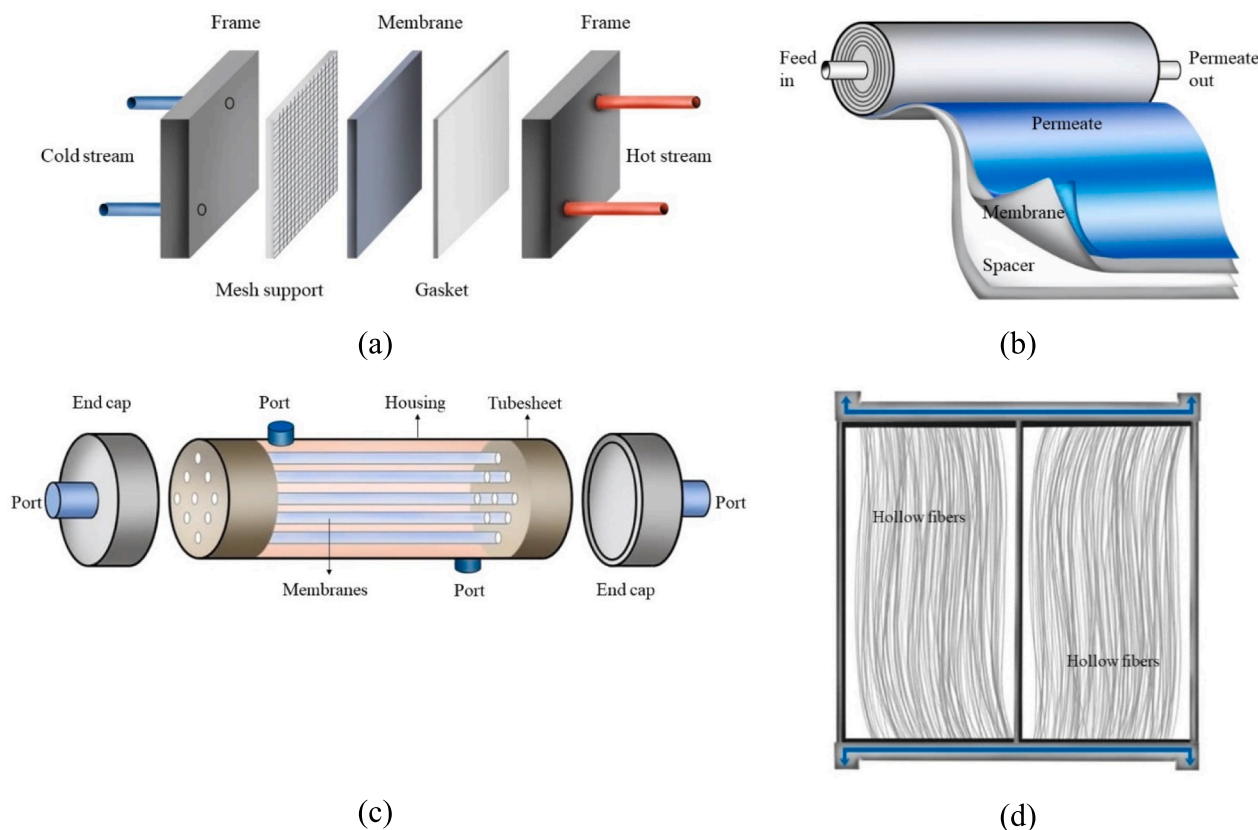 Frame
Membrane
Frame
Cold stream
Hot stream
Mesh support
Gasket
(a)
Feed
in
Permeate
out
Permeate
Membrane
Spacer
(b)
End cap
Port
Housing
Tubesheet
Port
Port
Membranes
Port
End cap
(c)
Hollow fibers
Hollow fibers
(d)